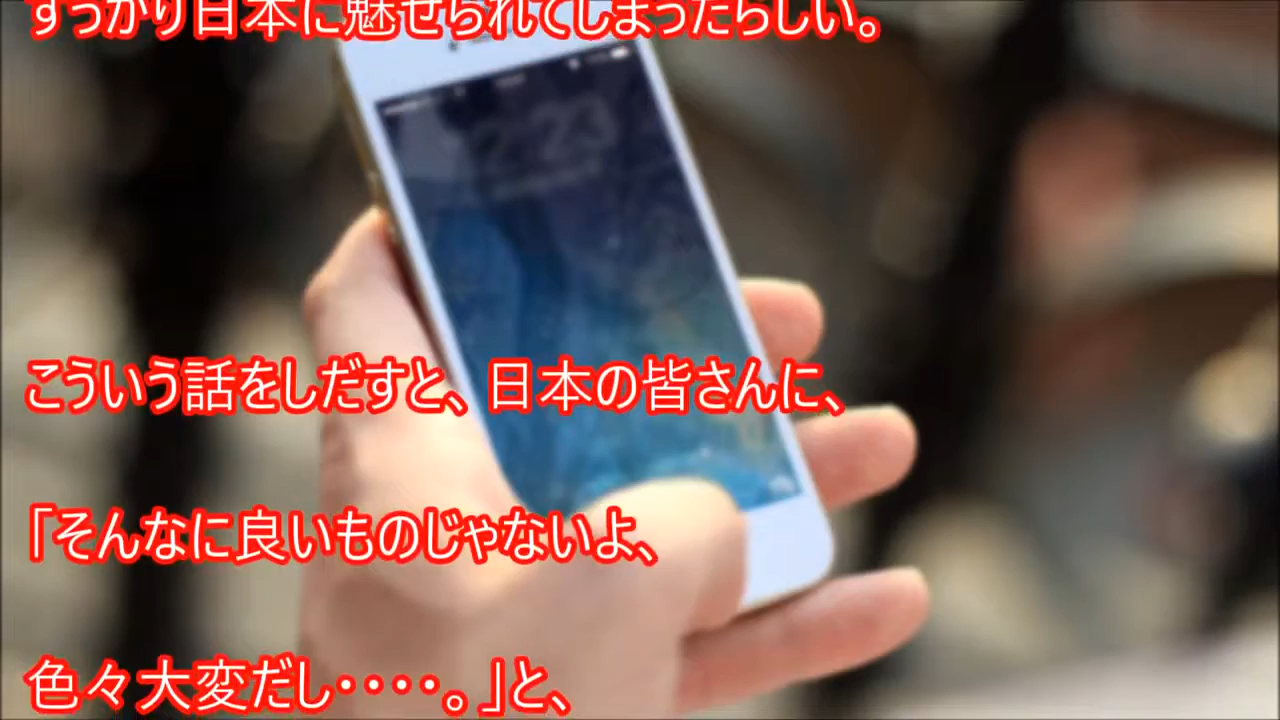 すっかり日本に魅せられてしまったらしい。
2:23
こういう話をしだすと、日本の皆さんに、
「そんなに良いものじゃないよ、
色々大変だし････。」と、